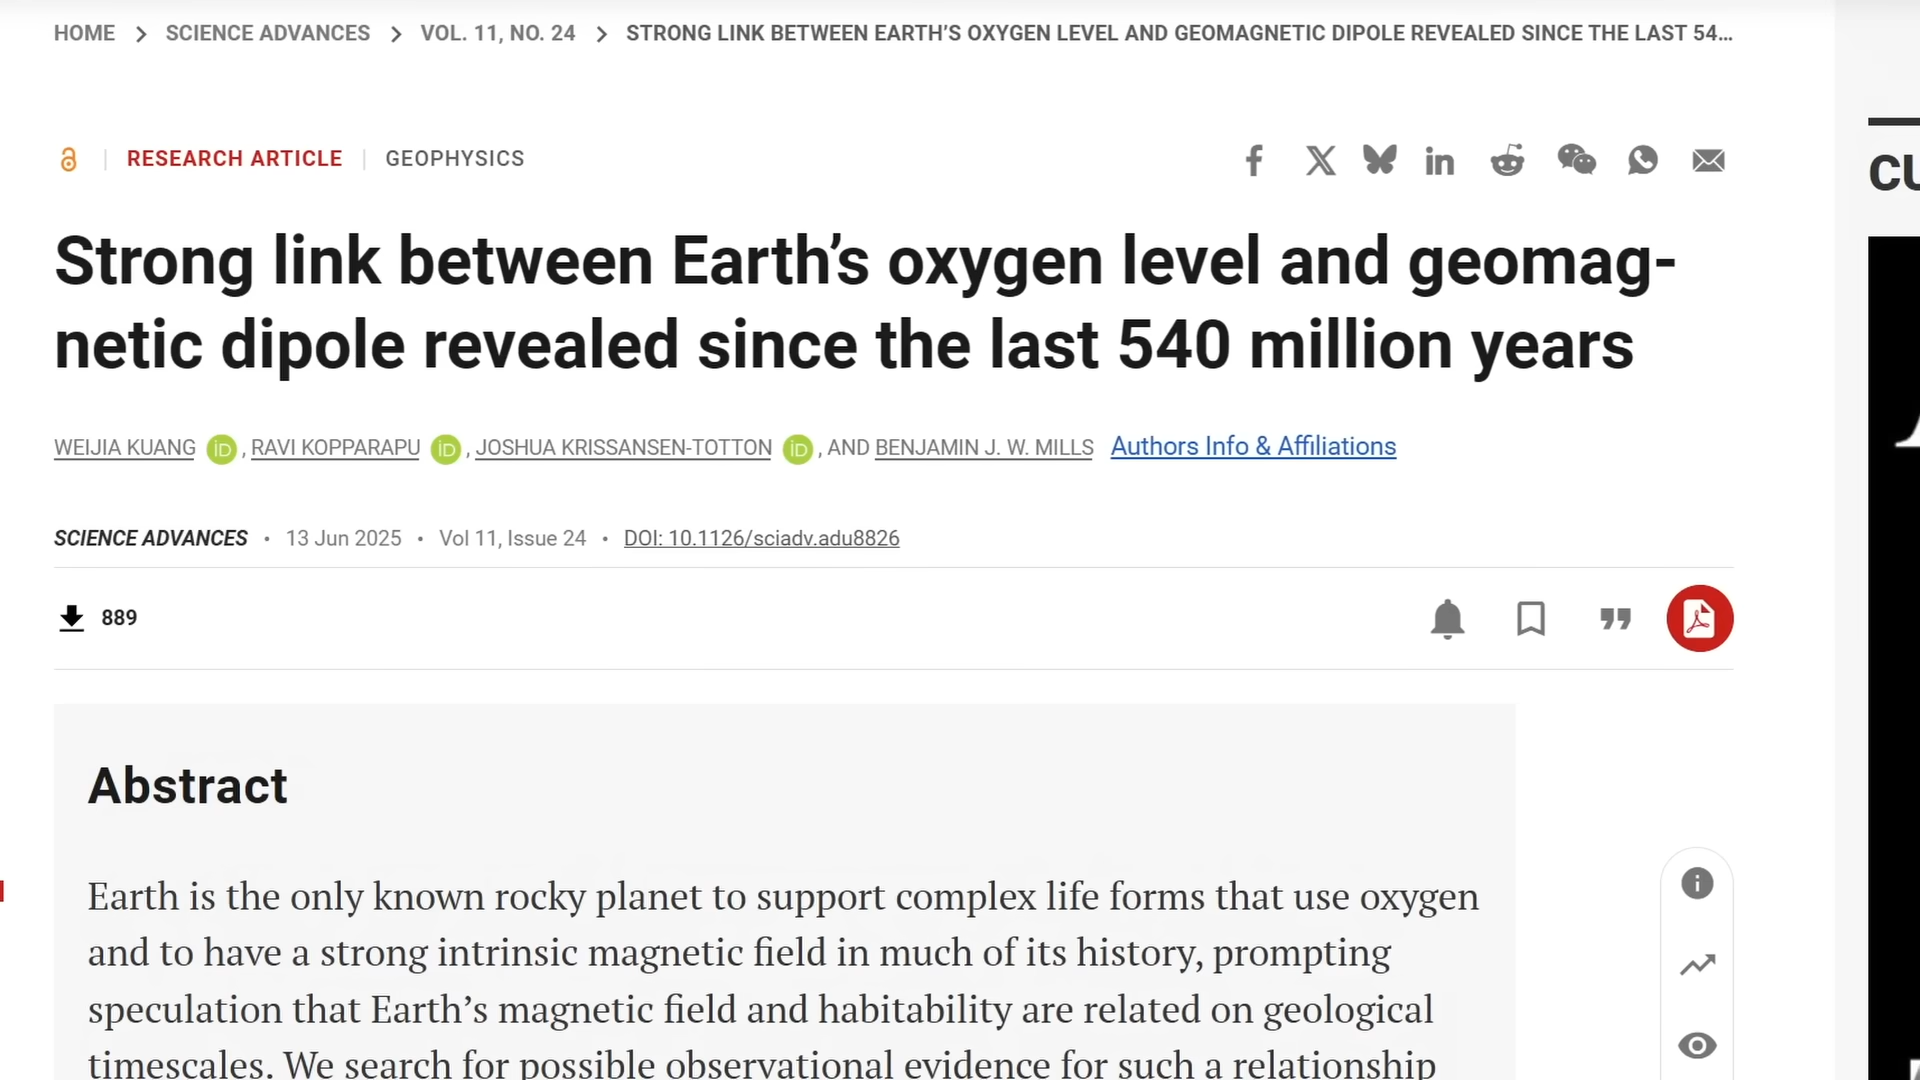 HOME > SCIENCE ADVANCES > VOL. 11, NO. 24 > STRONG LINK BETWEEN EARTH’S OXYGEN LEVEL AND GEOMAGNETIC DIPOLE REVEALED SINCE THE LAST 54…
RESEARCH ARTICLE | GEOPHYSICS
Strong link between Earth’s oxygen level and geomag-
netic dipole revealed since the last 540 million years
WEIJIA KUANG iD , RAVI KOPPARAPU iD , JOSHUA KRISSANSEN-TOTTON iD , AND BENJAMIN J. W. MILLS Authors Info & Affiliations
SCIENCE ADVANCES • 13 Jun 2025 • Vol 11, Issue 24 • DOI: 10.1126/sciadv.adu8826
889
Abstract
Earth is the only known rocky planet to support complex life forms that use oxygen
and to have a strong intrinsic magnetic field in much of its history, prompting
speculation that Earth’s magnetic field and habitability are related on geological
timescales. We search for possible observational evidence for such a relationship
CU